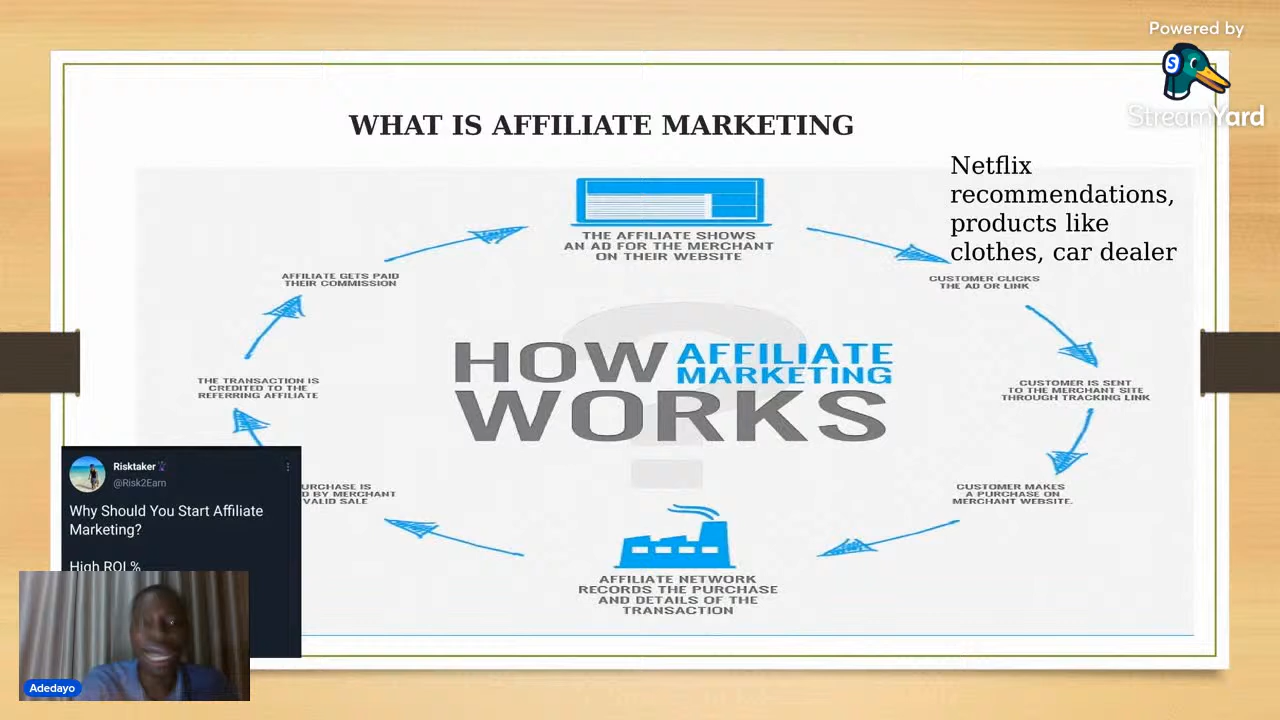 Powered by
StreamYard
WHAT IS AFFILIATE MARKETING
Netflix
recommendations,
products like
clothes, car dealer
THE AFFILIATE SHOWS
AN AD FOR THE MERCHANT
ON THEIR WEBSITE
CUSTOMER CLICKS
THE AD OR LINK
CUSTOMER IS SENT
TO THE MERCHANT SITE
THROUGH TRACKING LINK
CUSTOMER MAKES
A PURCHASE ON
MERCHANT WEBSITE.
AFFILIATE NETWORK
RECORDS THE PURCHASE
AND DETAILS OF THE
TRANSACTION
URCHASE IS
D BY MERCHANT
VALID SALE
THE TRANSACTION IS
CREDITED TO THE
REFERRING AFFILIATE
AFFILIATE GETS PAID
THEIR COMMISSION
HOW AFFILIATE
MARKETING
WORKS
Risktaker
@Risk2Earn
Why Should You Start Affiliate
Marketing?
High ROI %
Adedayo